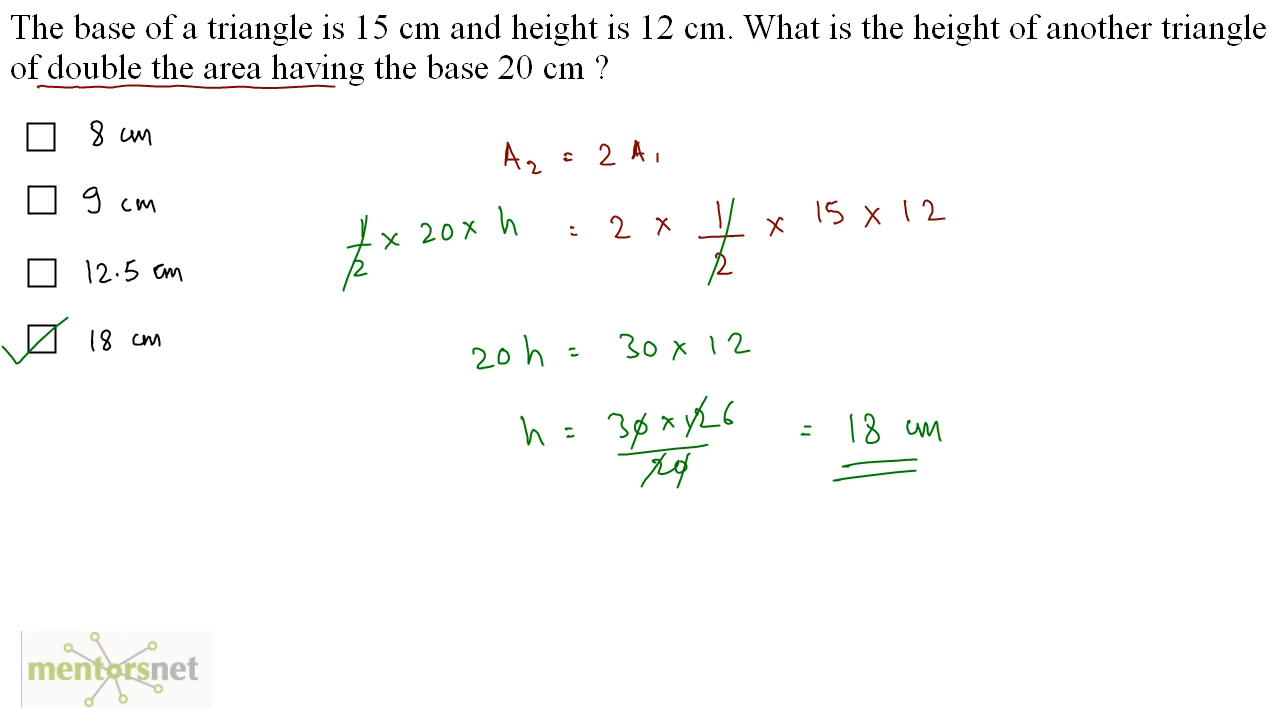 The base of a triangle is 15 cm and height is 12 cm. What is the height of another triangle
of double the area having the base 20 cm ?
8 cm
9 cm
12.5 cm
18 cm
A₂ = 2 A₁
1/2 × 20 × h = 2 × 1/2 × 15 × 12
20 h = 30 × 12
h = 30 × 12 6 / 20 = 18 cm
mentorsnet